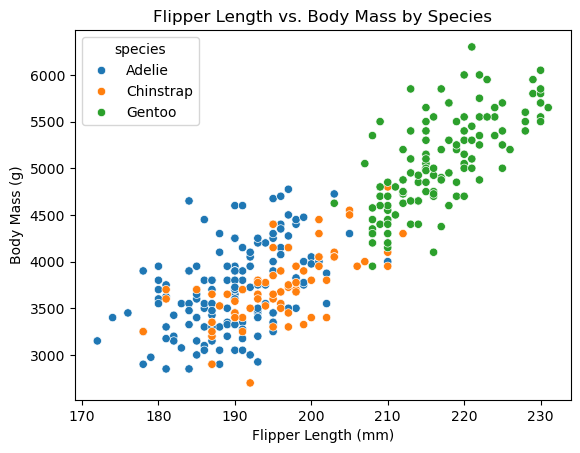 Flipper Length vs. Body Mass by Species
species
Adelie
Chinstrap
Gentoo
Body Mass (g)
6000
5500
5000
4500
4000
3500
3000
170 180 190 200 210 220 230
Flipper Length (mm)